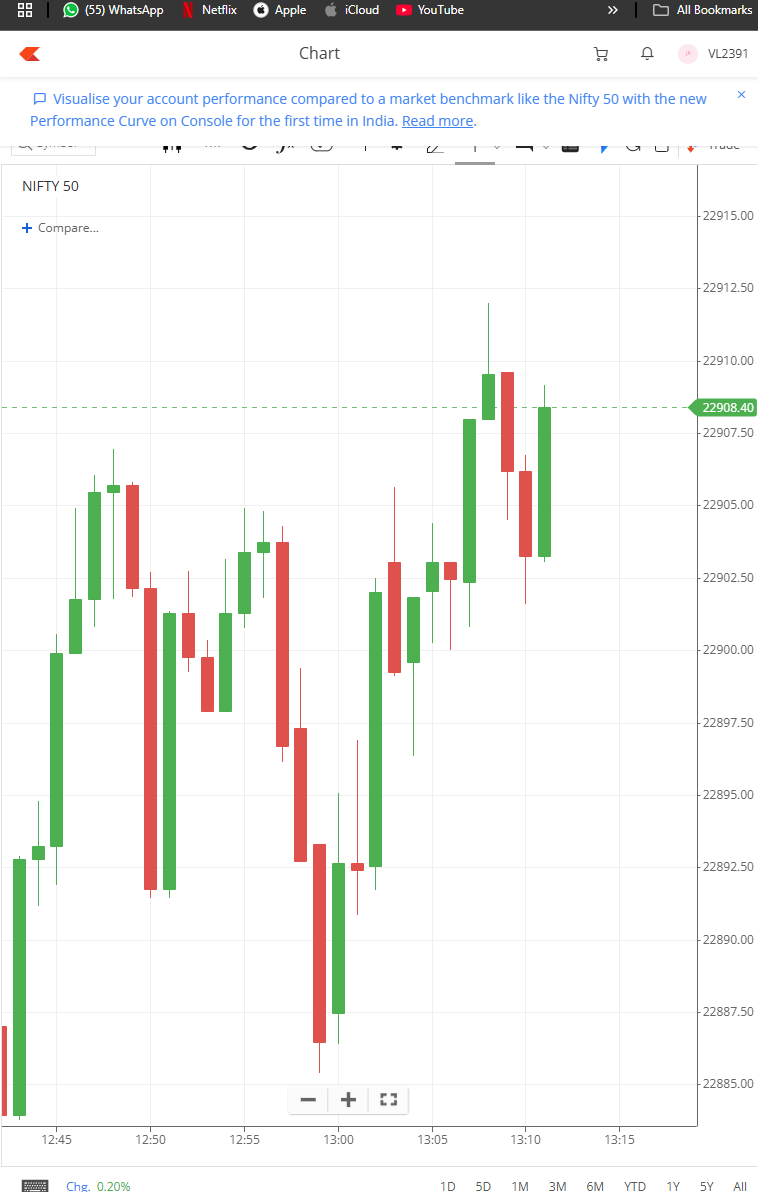 (55) WhatsApp Netflix Apple iCloud YouTube » All Bookmarks
Chart VL2391
Visualise your account performance compared to a market benchmark like the Nifty 50 with the new
Performance Curve on Console for the first time in India. Read more.
NIFTY 50
22915.00
+ Compare...
22912.50
22910.00
22908.40
22907.50
22905.00
22902.50
22900.00
22897.50
22895.00
22892.50
22890.00
22887.50
22885.00
12:45 12:50 12:55 13:00 13:05 13:10 13:15
Chg. 0.20% 1D 5D 1M 3M 6M YTD 1Y 5Y All